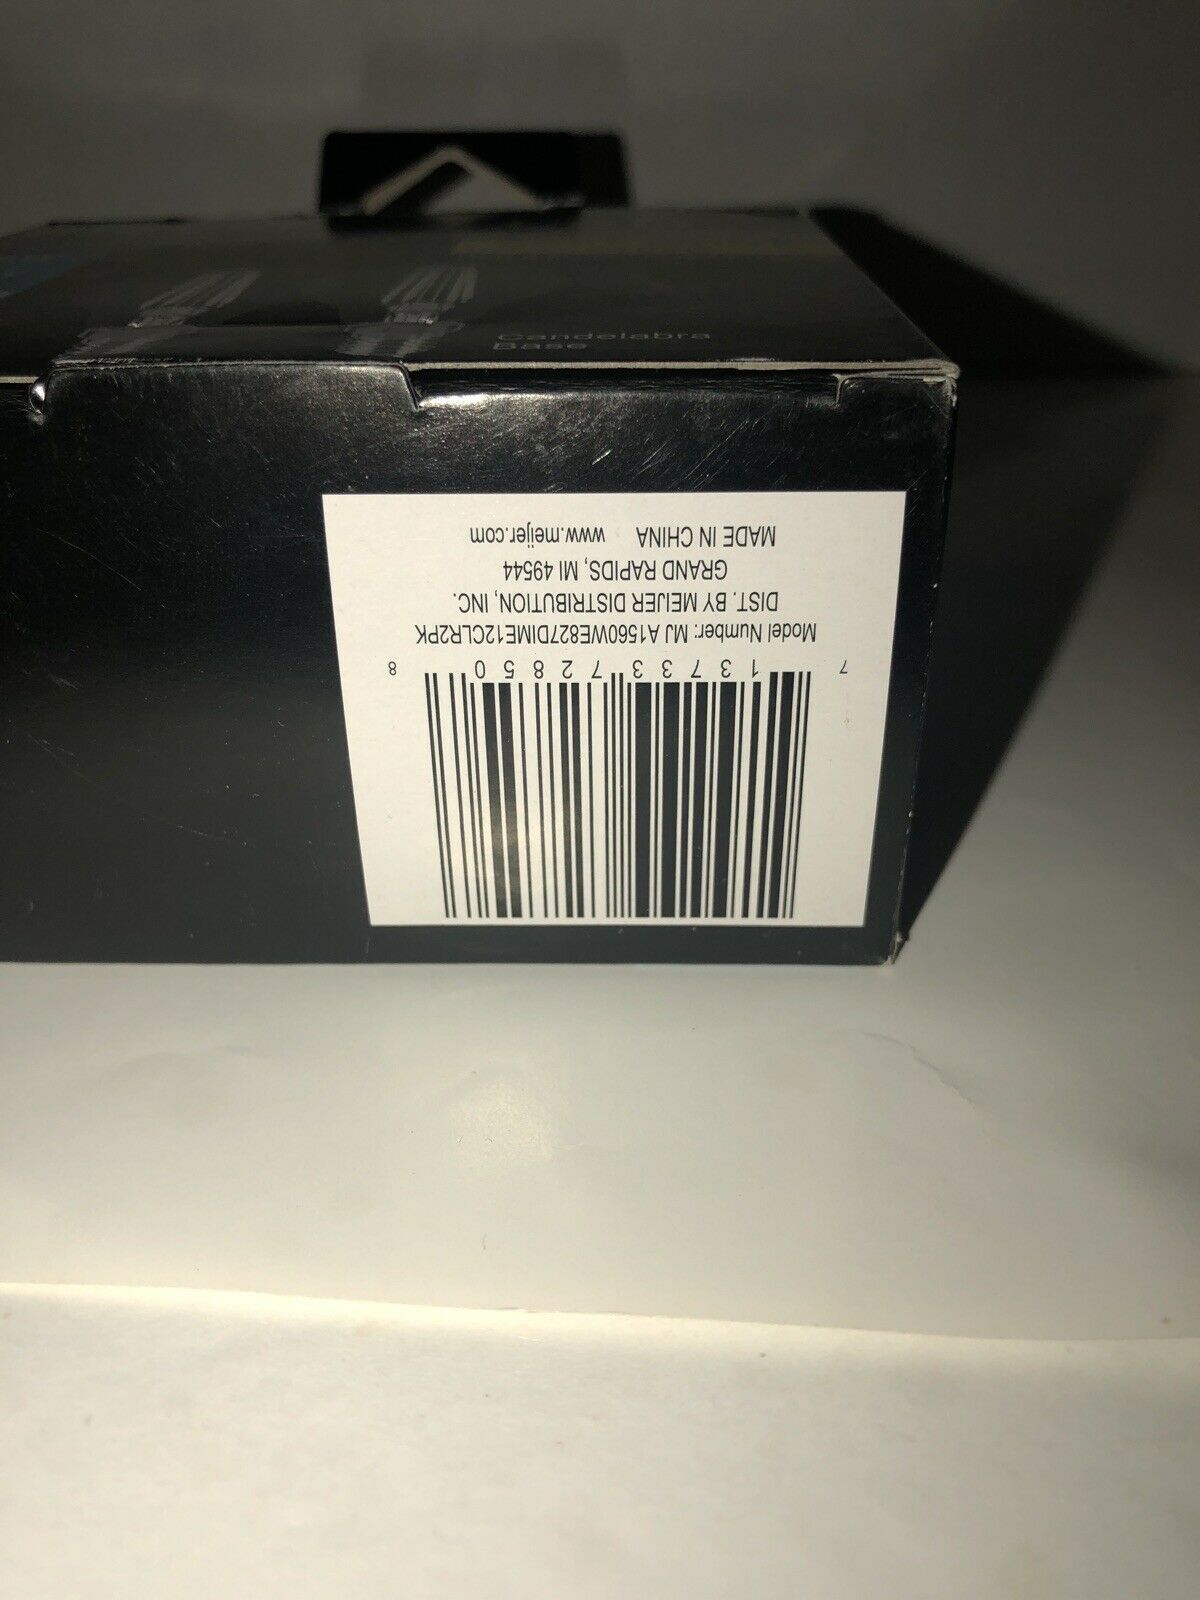 Candelabra
Base
7 13733 72850 8
Model Number: MJ A1560WE827DIME12CLR2PK
DIST. BY MEIJER DISTRIBUTION, INC.
GRAND RAPIDS, MI 49544
MADE IN CHINA www.meijer.com